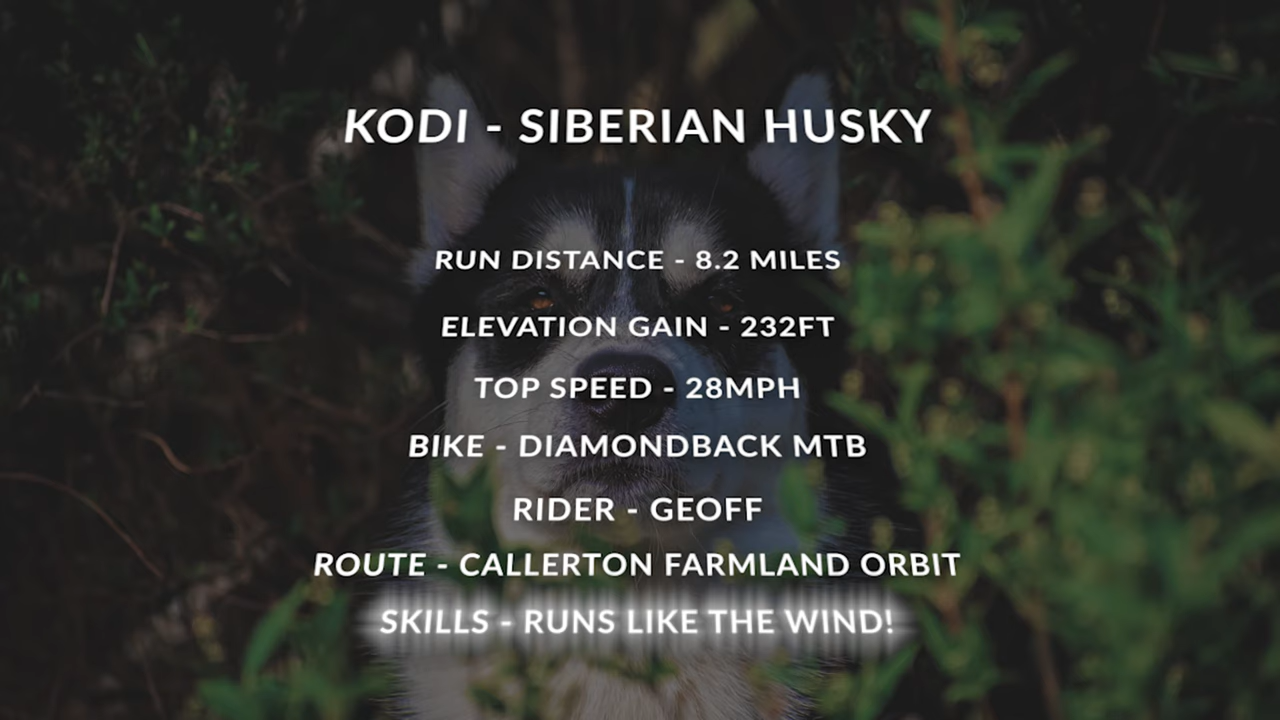 KODI - SIBERIAN HUSKY
RUN DISTANCE - 8.2 MILES
ELEVATION GAIN - 232FT
TOP SPEED - 28MPH
BIKE - DIAMONDBACK MTB
RIDER - GEOFF
ROUTE - CALLERTON FARMLAND ORBIT
SKILLS - RUNS LIKE THE WIND!